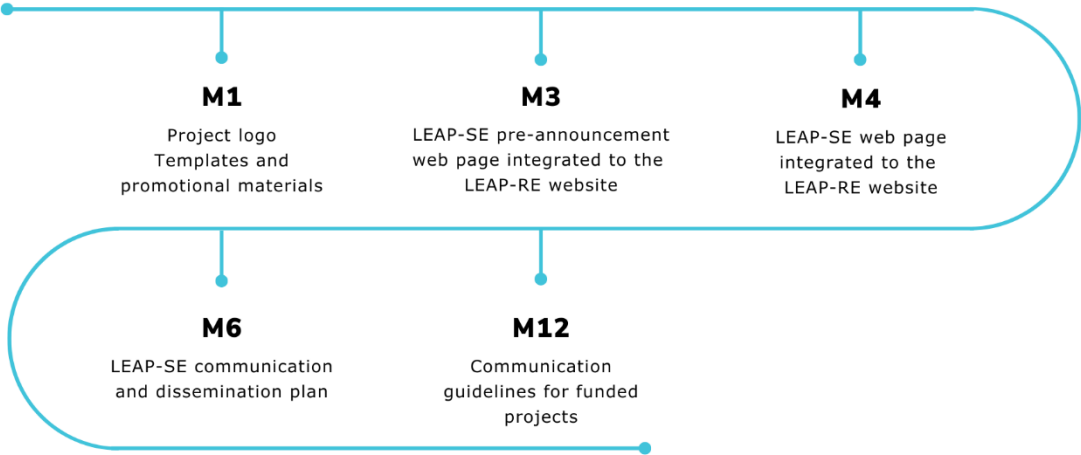 M1
Project logo
Templates and
promotional materials
M3
LEAP-SE pre-announcement
web page integrated to the
LEAP-RE website
M4
LEAP-SE web page
integrated to the
LEAP-RE website
M6
LEAP-SE communication
and dissemination plan
M12
Communication
guidelines for funded
projects